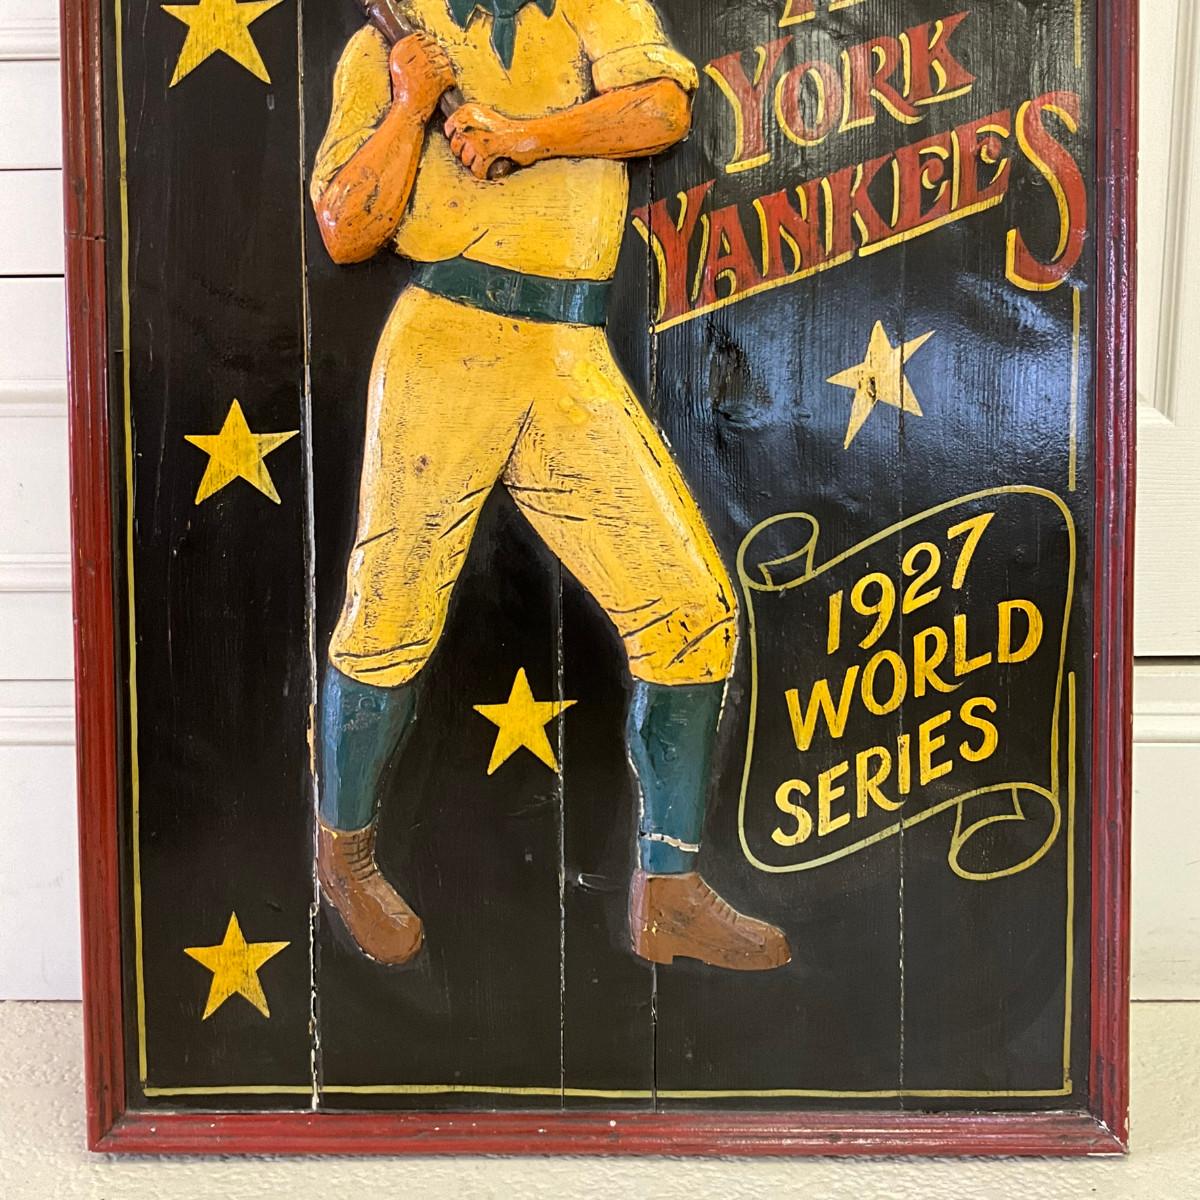 YORK
YANKEES
1927
WORLD
SERIES